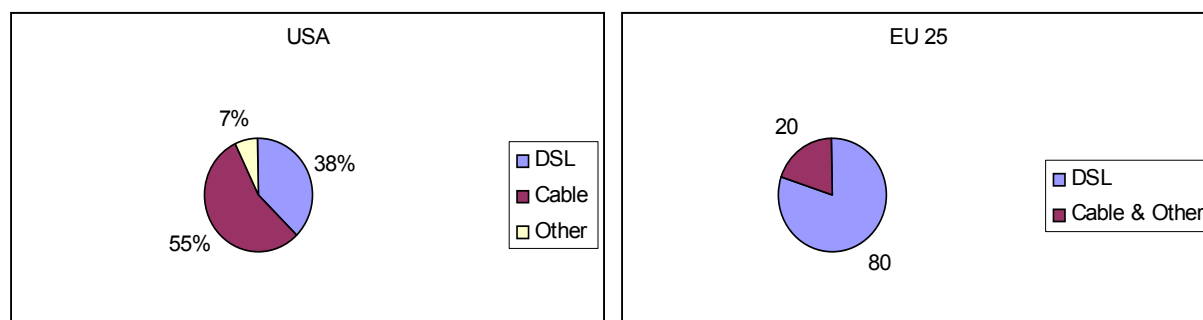 USA
7%
38%
55%
DSL
Cable
Other
EU 25
20
80
DSL
Cable & Other